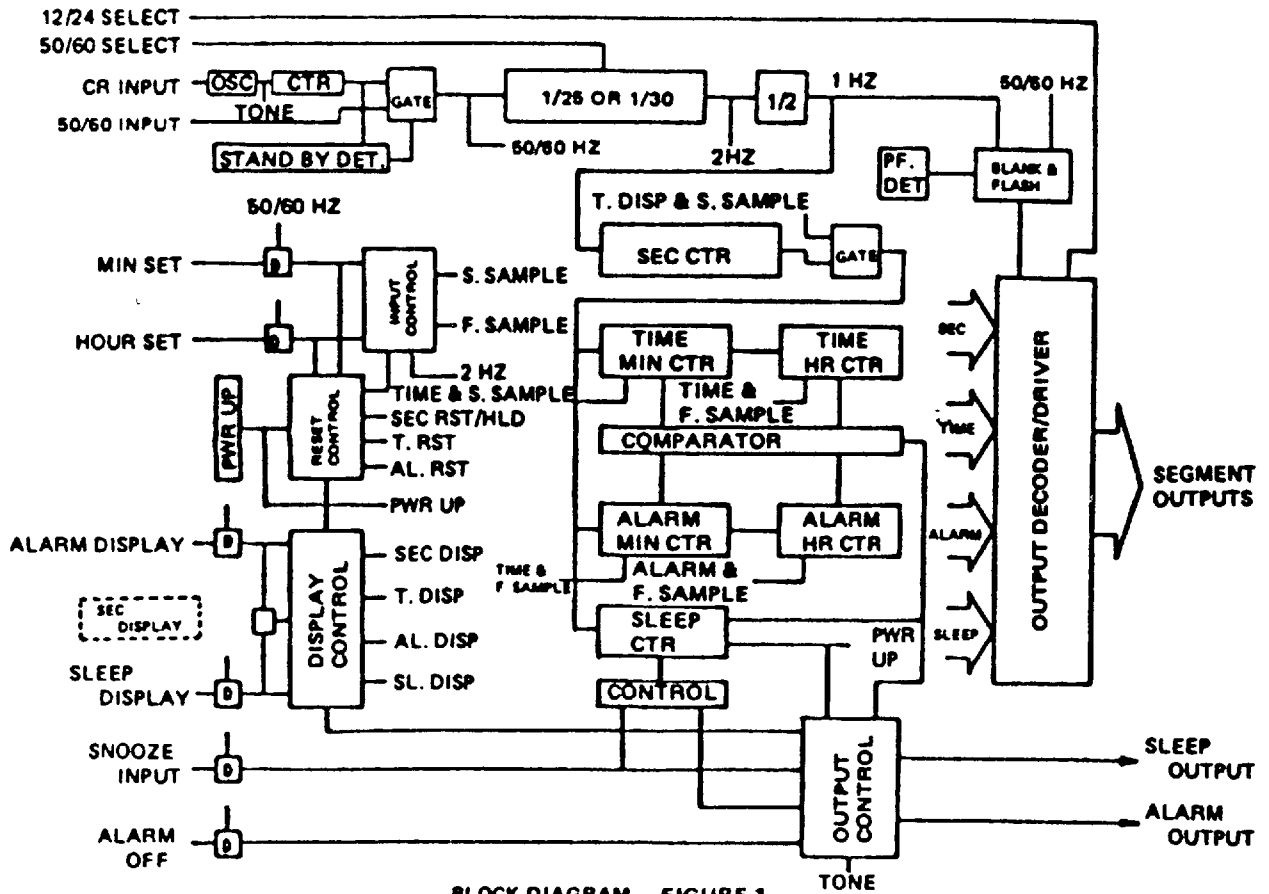 12/24 SELECT
50/60 SELECT
CR INPUT
OSC
CTR
TONE
50/60 INPUT
GATE
STAND BY DET.
1/25 OR 1/30
1/2
1 HZ
50/60 HZ
50/60 HZ
2HZ
PF.
DET
BLANK &
FLASH
T. DISP & S. SAMPLE
SEC CTR
GATE
50/60 HZ
MIN SET
D
HOUR SET
D
INPUT
CONTROL
S. SAMPLE
F. SAMPLE
2 HZ
PWR UP
RESET
CONTROL
TIME & S. SAMPLE
SEC RST/HLD
T. RST
AL. RST
PWR UP
TIME
MIN CTR
TIME
HR CTR
TIME &
F. SAMPLE
COMPARATOR
ALARM
MIN CTR
ALARM
HR CTR
TIME &
F SAMPLE
ALARM &
F. SAMPLE
SLEEP
CTR
PWR
UP
CONTROL
SEC
TIME
ALARM
SLEEP
OUTPUT DECODER/DRIVER
SEGMENT
OUTPUTS
ALARM DISPLAY
D
SEC
DISPLAY
SLEEP
DISPLAY
D
DISPLAY
CONTROL
SEC DISP
T. DISP
AL. DISP
SL. DISP
SNOOZE
INPUT
D
ALARM
OFF
D
OUTPUT
CONTROL
TONE
SLEEP
OUTPUT
ALARM
OUTPUT
BLOCK DIAGRAM FIGURE 1